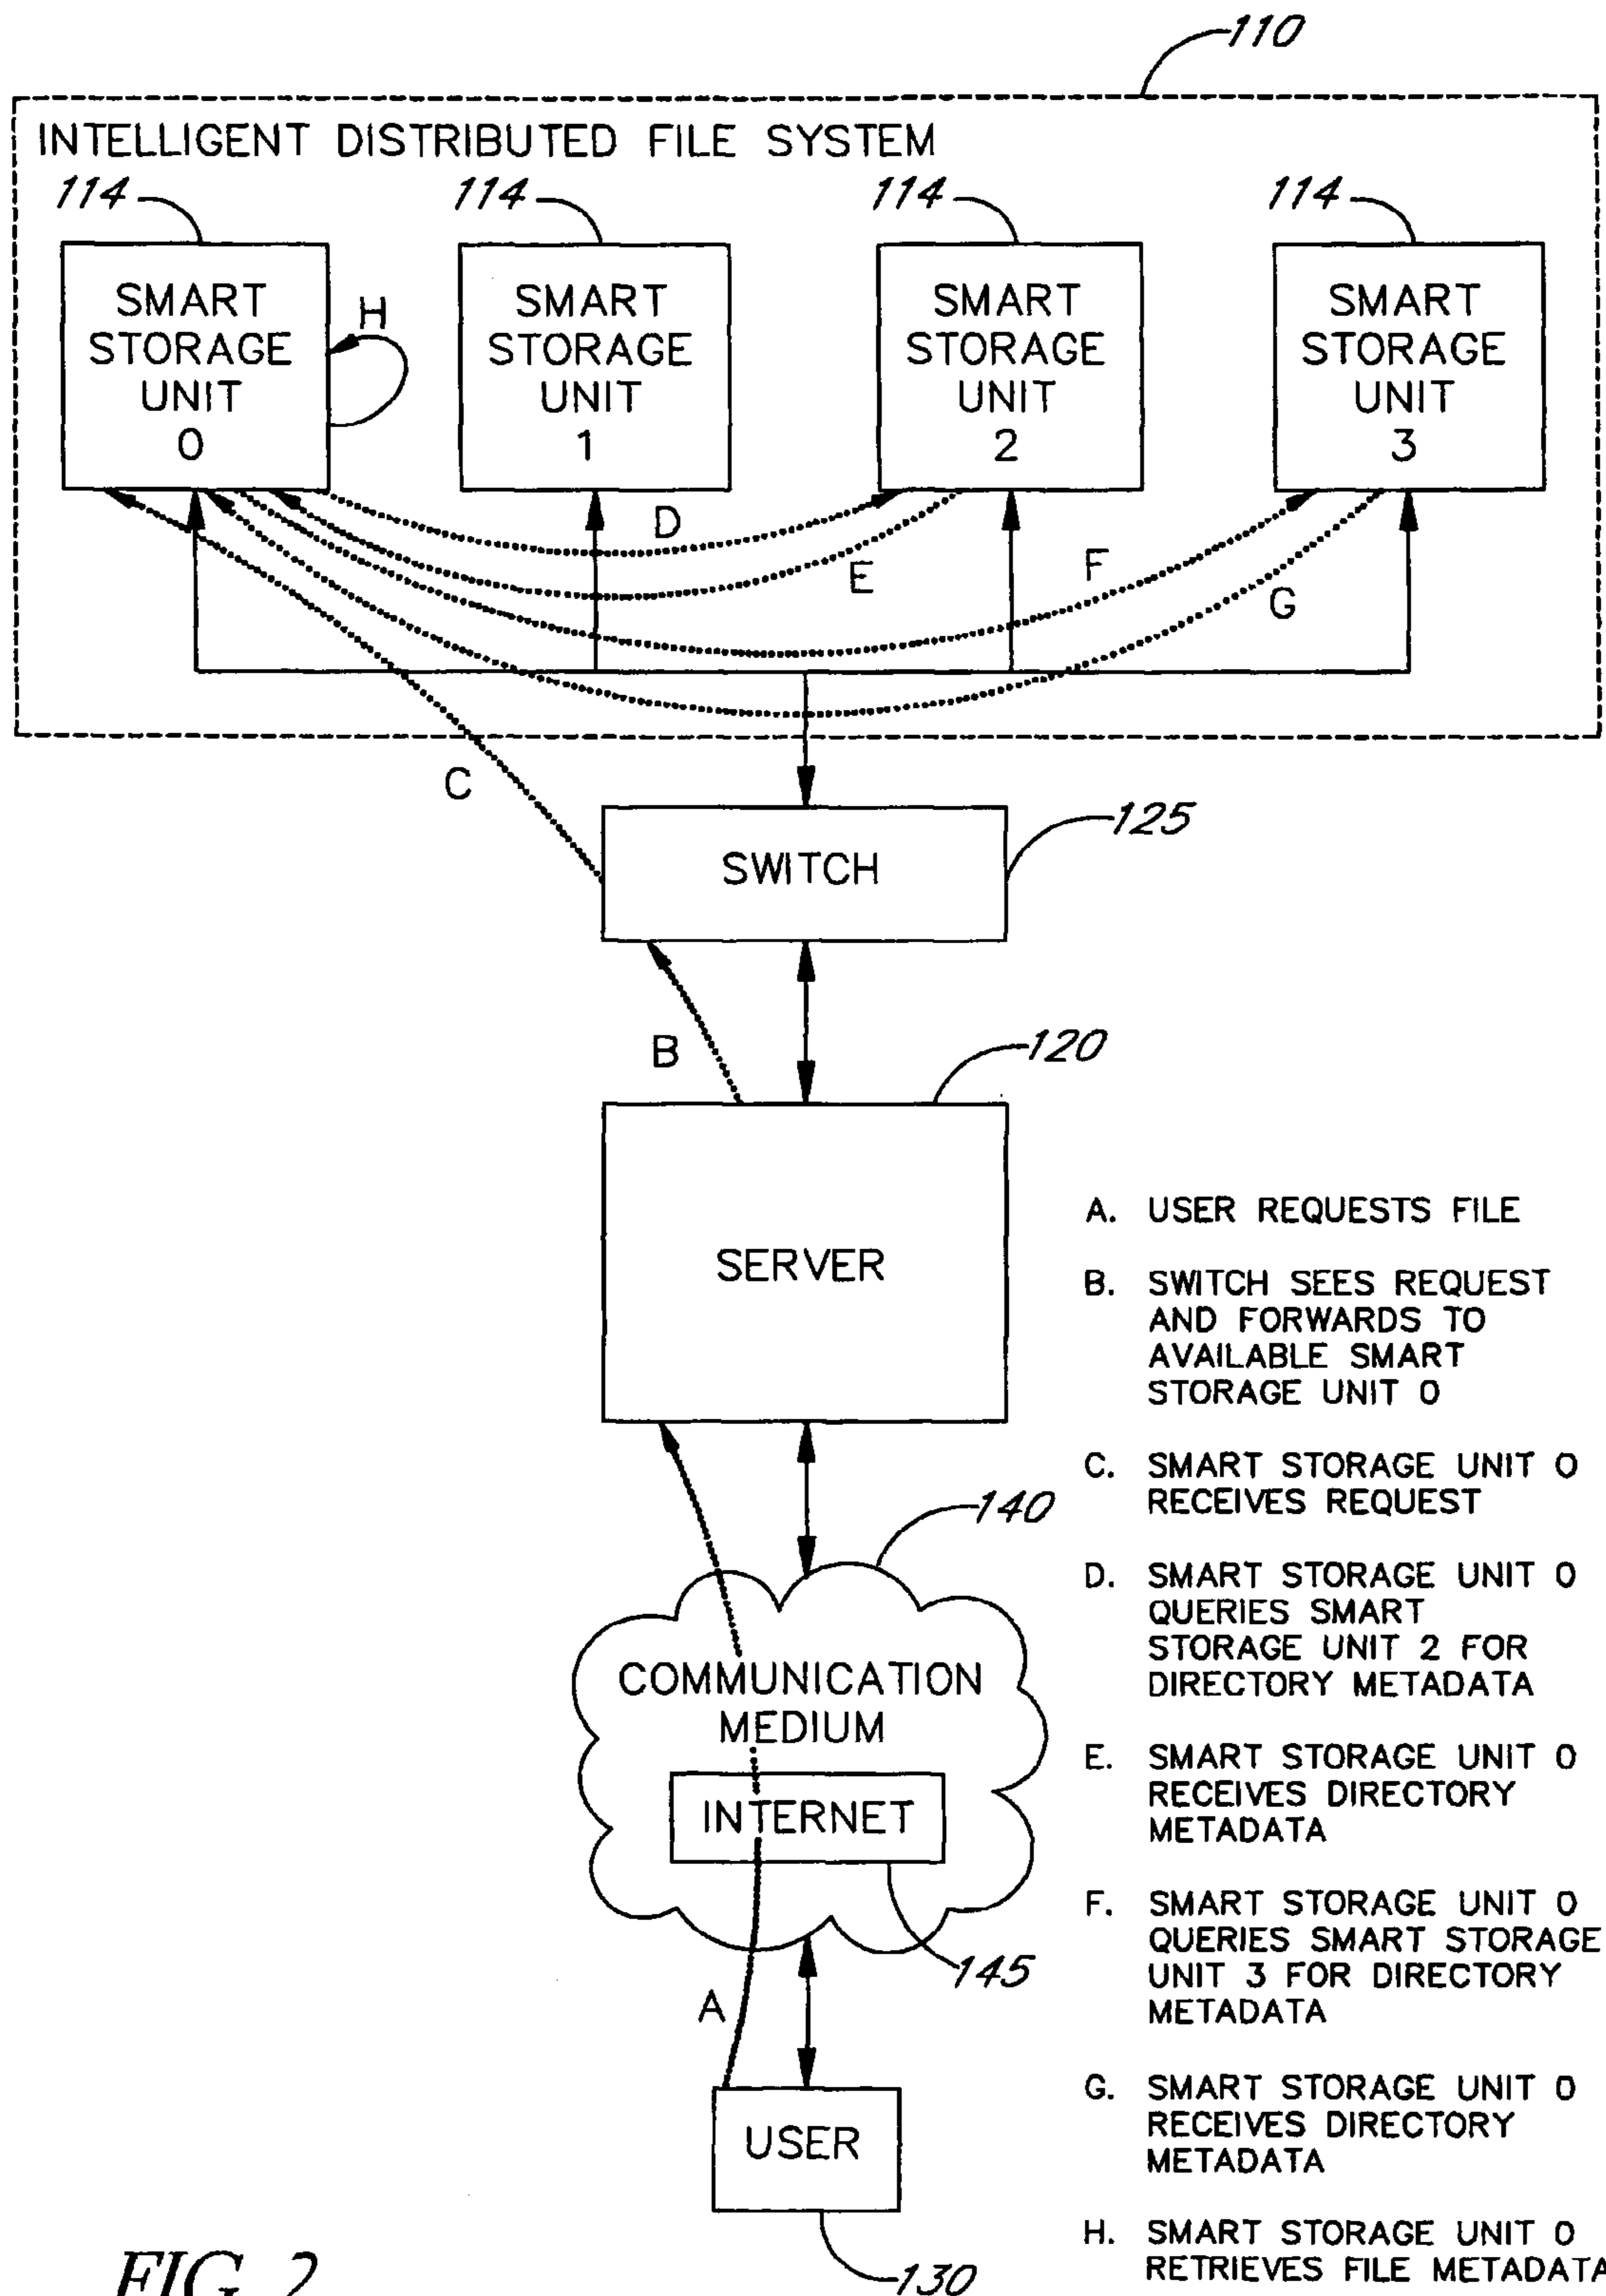 110
INTELLIGENT DISTRIBUTED FILE SYSTEM
114
114
114
114
SMART
STORAGE
UNIT
0
H
SMART
STORAGE
UNIT
1
SMART
STORAGE
UNIT
2
SMART
STORAGE
UNIT
3
D
E
F
G
C
SWITCH
125
B
120
SERVER
140
COMMUNICATION
MEDIUM
INTERNET
145
A
USER
130
A. USER REQUESTS FILE
B. SWITCH SEES REQUEST
AND FORWARDS TO
AVAILABLE SMART
STORAGE UNIT 0
C. SMART STORAGE UNIT 0
RECEIVES REQUEST
D. SMART STORAGE UNIT 0
QUERIES SMART
STORAGE UNIT 2 FOR
DIRECTORY METADATA
E. SMART STORAGE UNIT 0
RECEIVES DIRECTORY
METADATA
F. SMART STORAGE UNIT 0
QUERIES SMART STORAGE
UNIT 3 FOR DIRECTORY
METADATA
G. SMART STORAGE UNIT 0
RECEIVES DIRECTORY
METADATA
H. SMART STORAGE UNIT 0
RETRIEVES FILE METADATA
FIG. 2